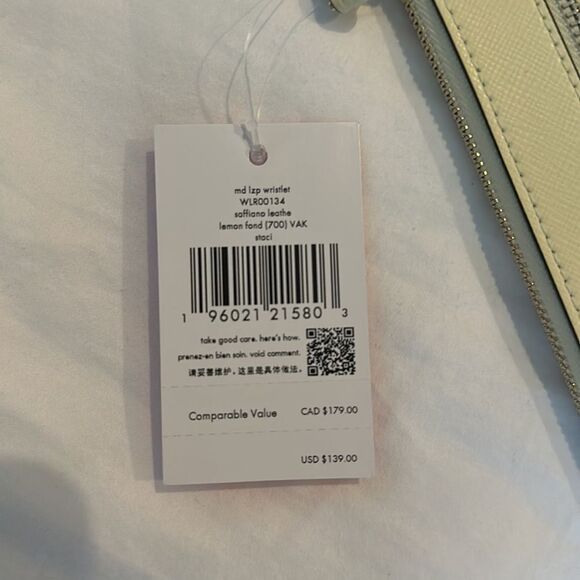 md lzp wristlet
WLR00134
saffiano leathe
lemon fond (700) VAK
staci
1 96021 21580 3
take good care. here's how.
prenez-en bien soin. void comment.
请妥善维护。这里是具体做法。
Comparable Value CAD $179.00
USD $139.00